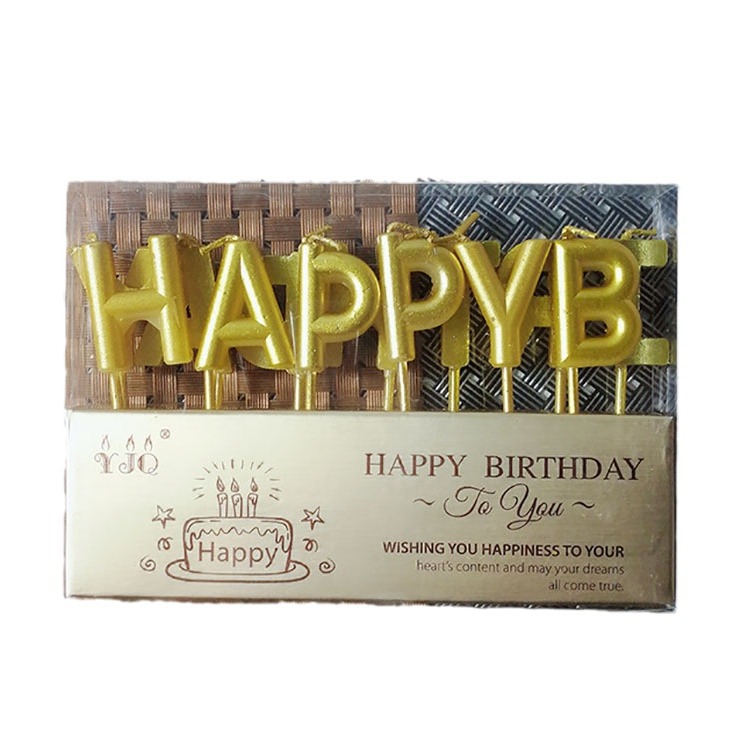 HAPPYB
YJQ®
Happy
HAPPY BIRTHDAY
~ To You ~
WISHING YOU HAPPINESS TO YOUR
heart's content and may your dreams
all come true.